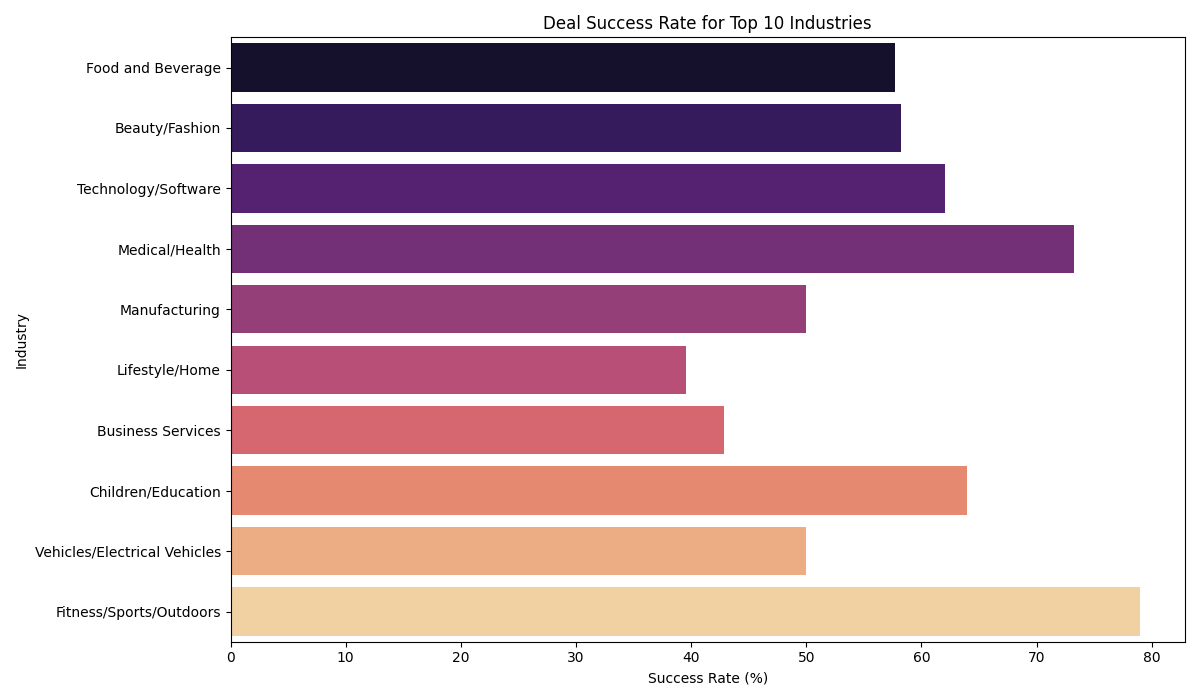 Deal Success Rate for Top 10 Industries
Industry
Food and Beverage
Beauty/Fashion
Technology/Software
Medical/Health
Manufacturing
Lifestyle/Home
Business Services
Children/Education
Vehicles/Electrical Vehicles
Fitness/Sports/Outdoors
0 10 20 30 40 50 60 70 80
Success Rate (%)